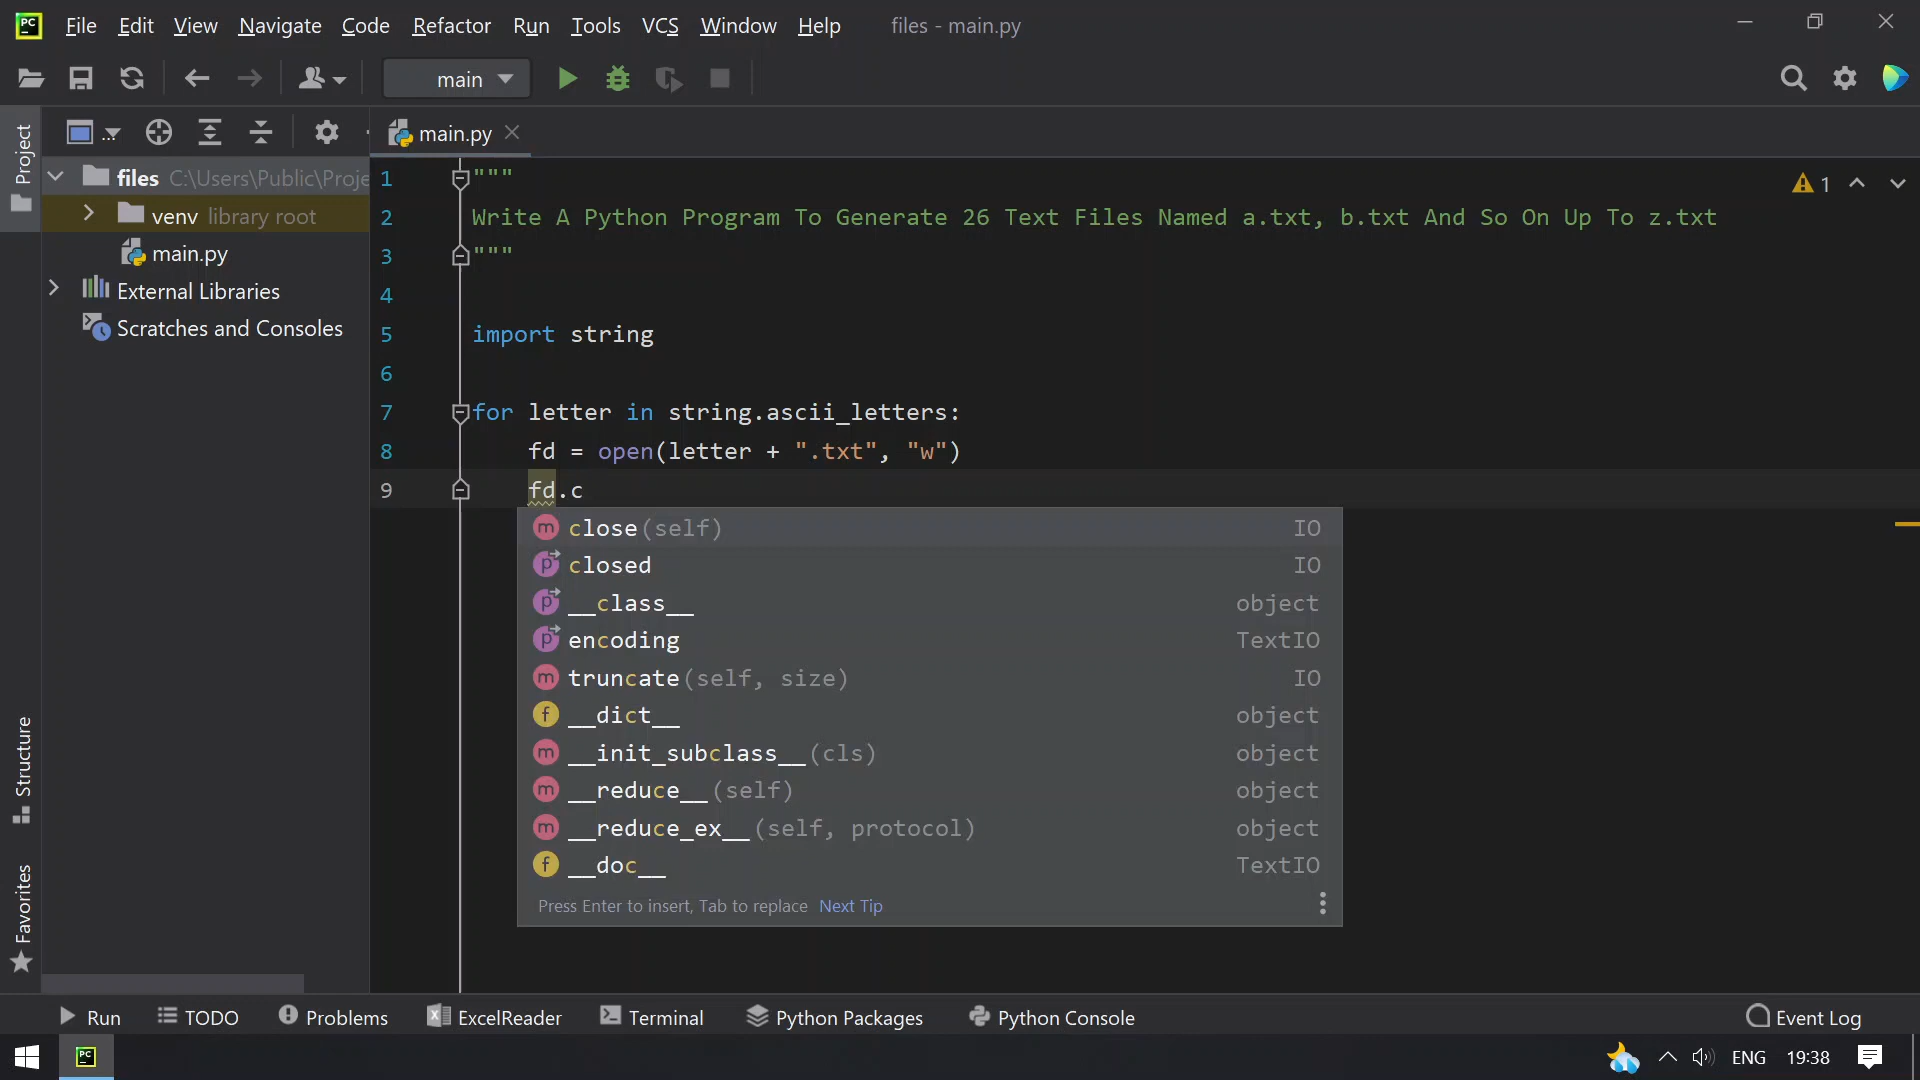 PC File Edit View Navigate Code Refactor Run Tools VCS Window Help files - main.py
main
Project ... main.py
files C:\Users\Public\Proje
venv library root
main.py
External Libraries
Scratches and Consoles
1 """
2 Write A Python Program To Generate 26 Text Files Named a.txt, b.txt And So On Up To z.txt
3 """
4
5 import string
6
7 for letter in string.ascii_letters:
8 fd = open(letter + ".txt", "w")
9 fd.c
1
m close(self) IO
p closed IO
p __class__ object
p encoding TextIO
m truncate(self, size) IO
f __dict__ object
m __init_subclass__(cls) object
m __reduce__(self) object
m __reduce_ex__(self, protocol) object
f __doc__ TextIO
Press Enter to insert, Tab to replace Next Tip
Structure
Favorites
Run TODO Problems ExcelReader Terminal Python Packages Python Console Event Log
PC ENG 19:38